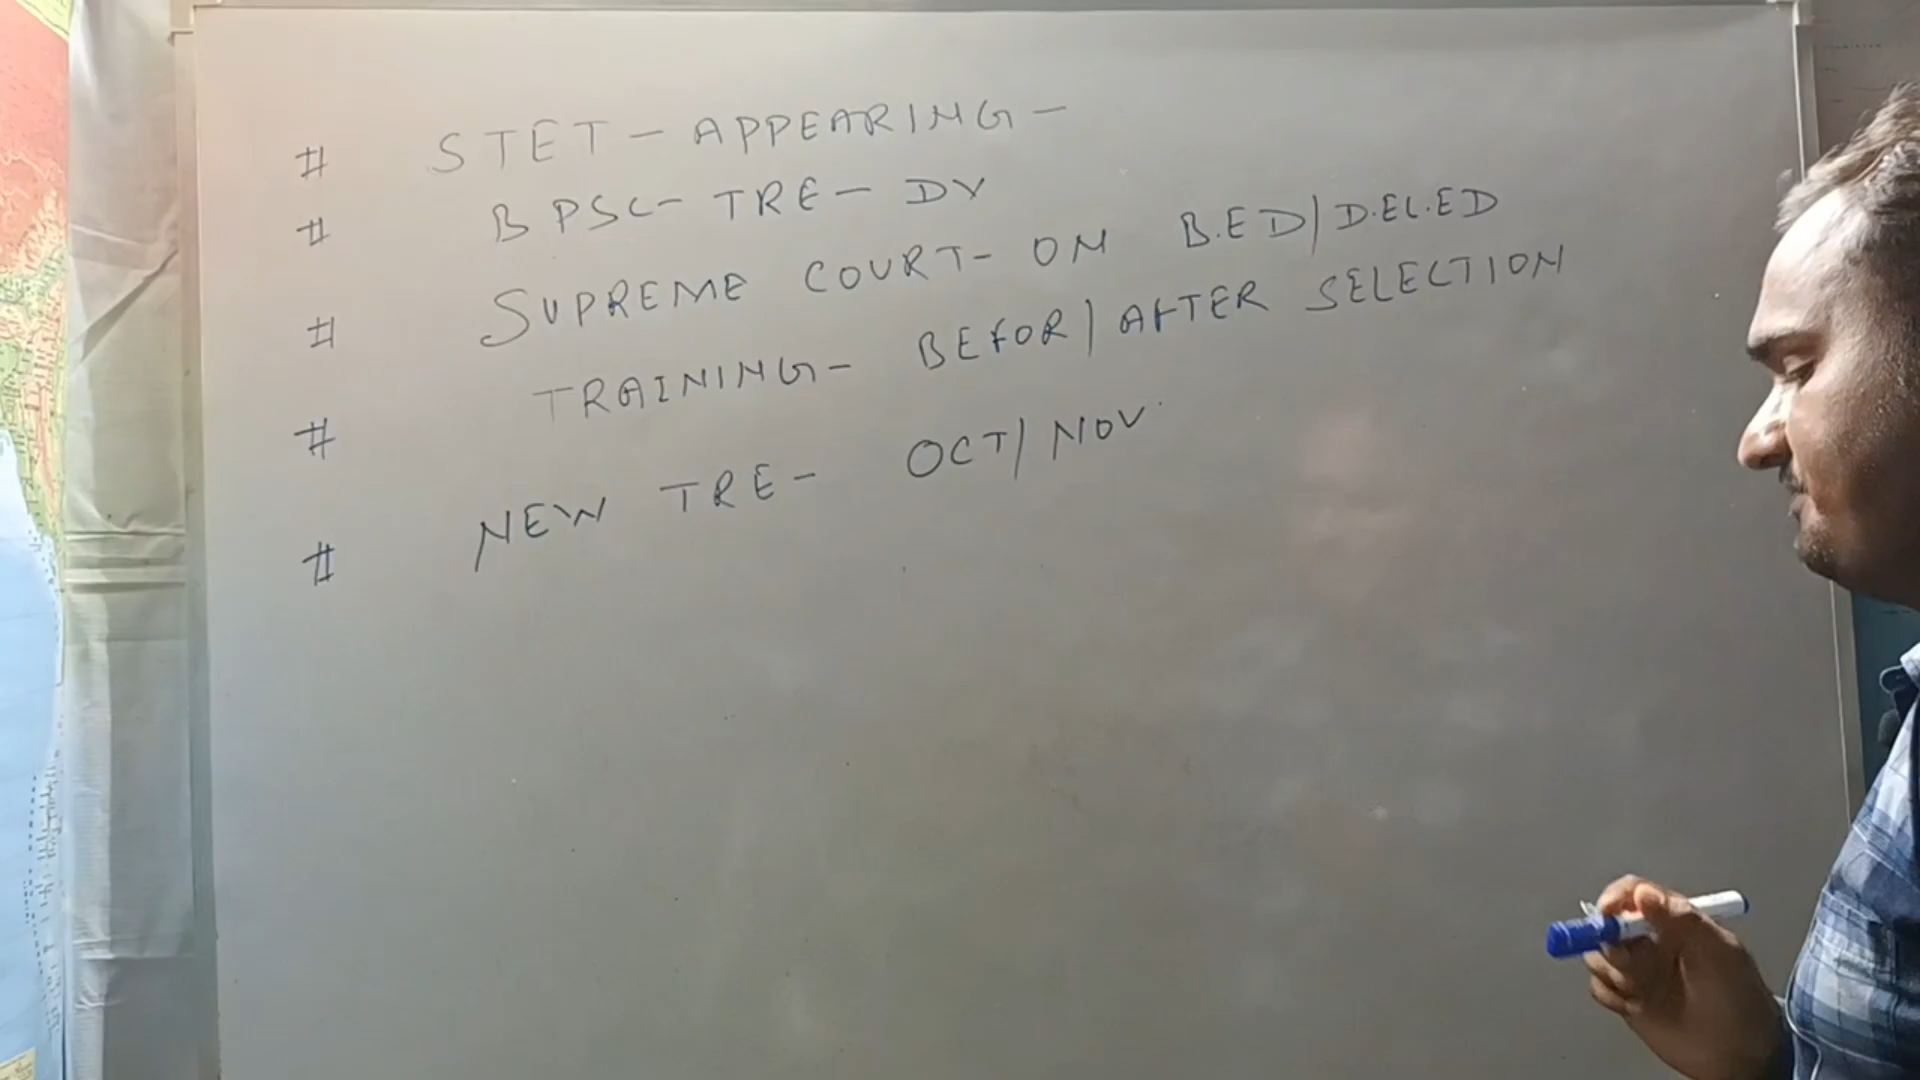 # STET - APPEARING -
# BPSC - TRE - DV
# SUPREME COURT - ON B.ED/D.EL.ED
# TRAINING - BEFOR/AFTER SELECTION
# NEW TRE - OCT/NOV.